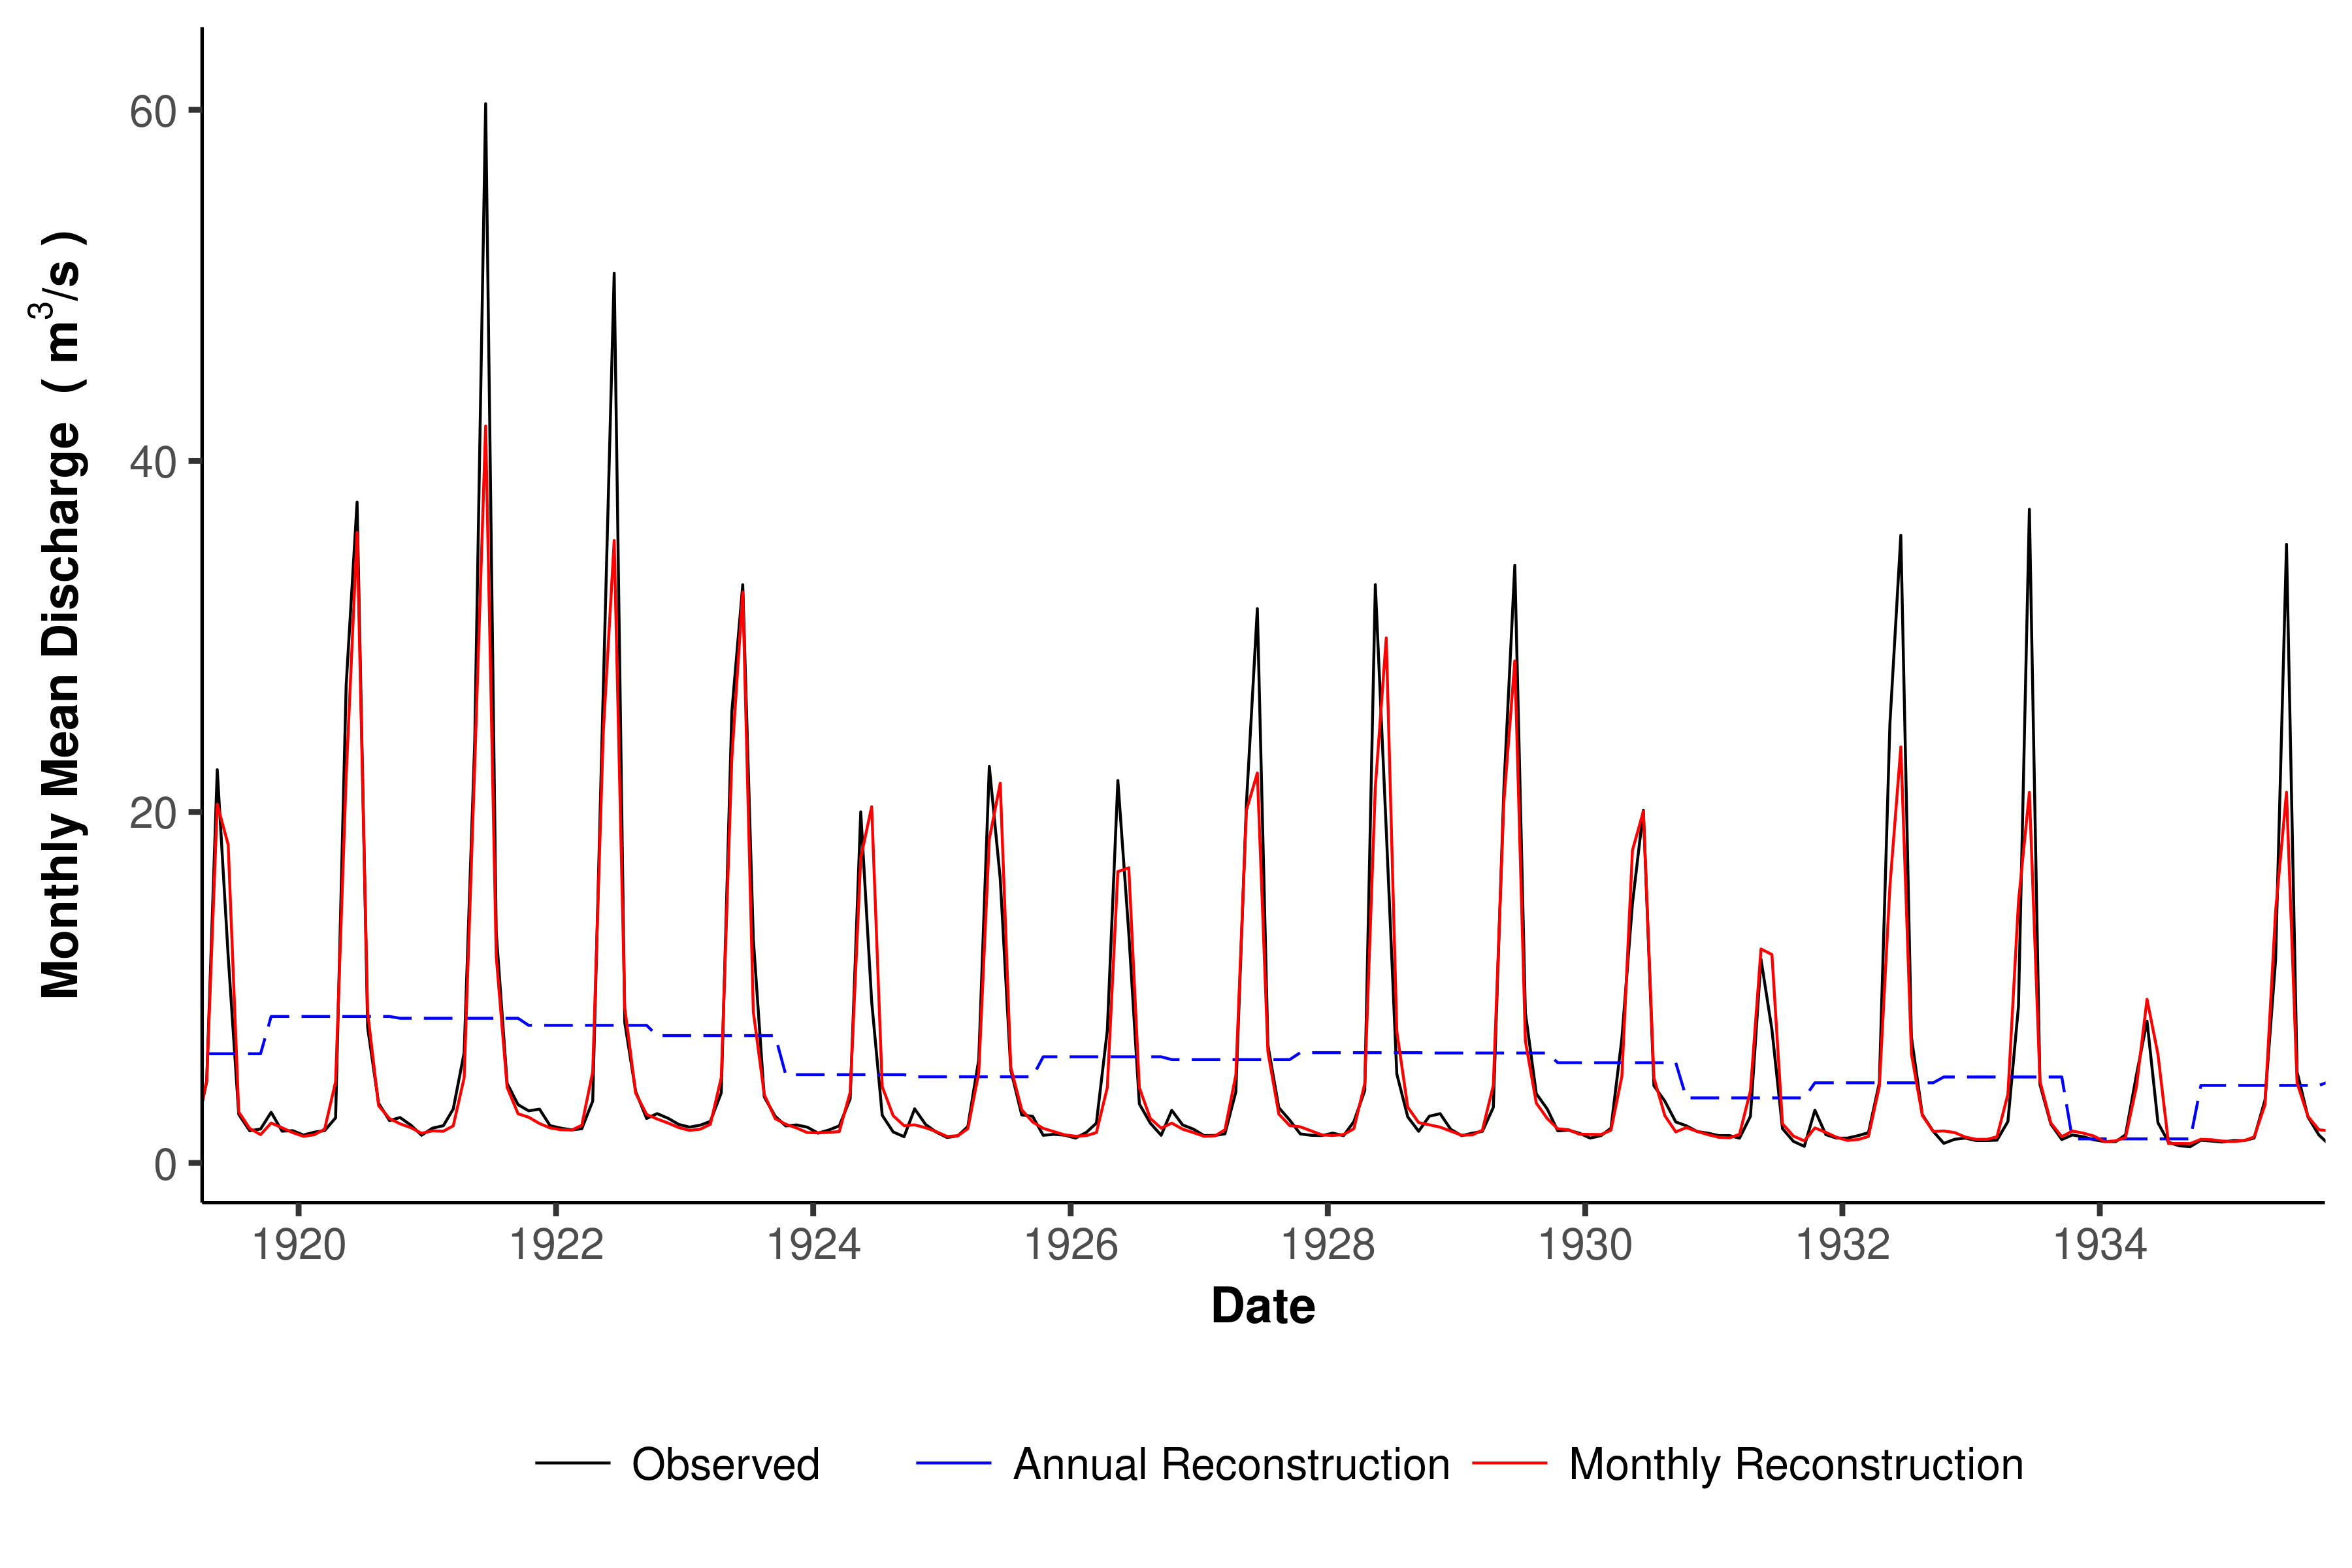 Monthly Mean Discharge ( m³/s )
60
40
20
0
1920 1922 1924 1926 1928 1930 1932 1934
Date
Observed Annual Reconstruction Monthly Reconstruction